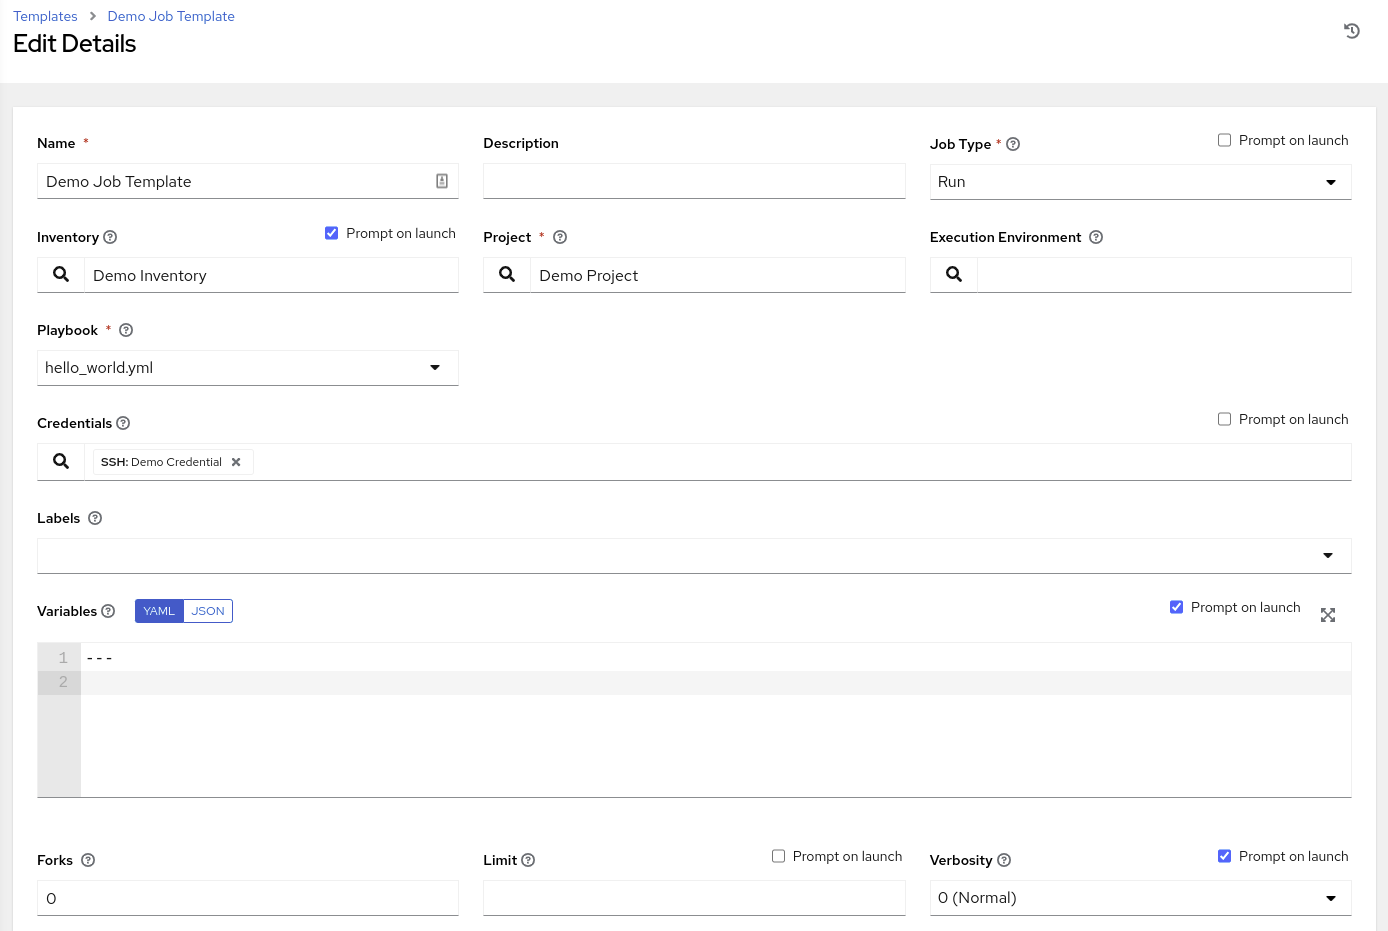 Templates > Demo Job Template
Edit Details
Name *
Description
Job Type *
Prompt on launch
Demo Job Template
Run
Inventory
Prompt on launch
Project *
Execution Environment
Demo Inventory
Demo Project
Playbook *
hello_world.yml
Credentials
Prompt on launch
SSH: Demo Credential
Labels
Variables
YAML
JSON
Prompt on launch
1 ---
2
Forks
Limit
Prompt on launch
Verbosity
Prompt on launch
0
0 (Normal)